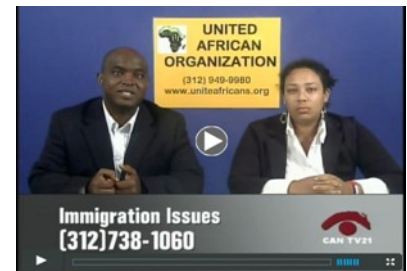 UNITED
AFRICAN
ORGANIZATION
(312) 949-9980
www.uniteafricans.org
Immigration Issues
(312)738-1060
CAN TV21